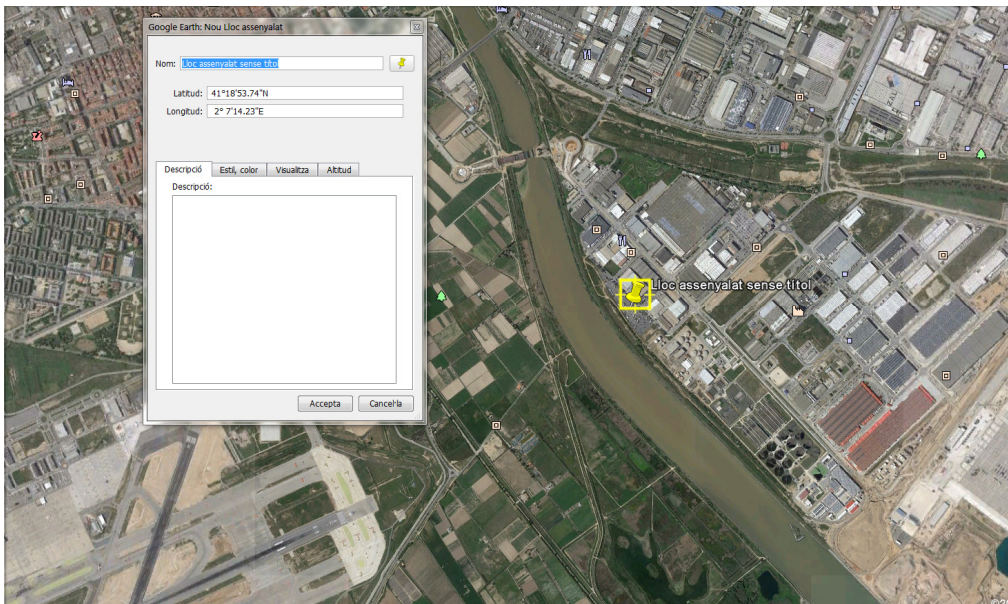 Google Earth: Nou Lloc assenyalat
Nom: Lloc assenyalat sense títol
Latitud: 41°18'53.74"N
Longitud: 2° 7'14.23"E
Descripció Estil, color Visualitza Altitud
Descripció:
Accepta Cancel·la
Lloc assenyalat sense títol